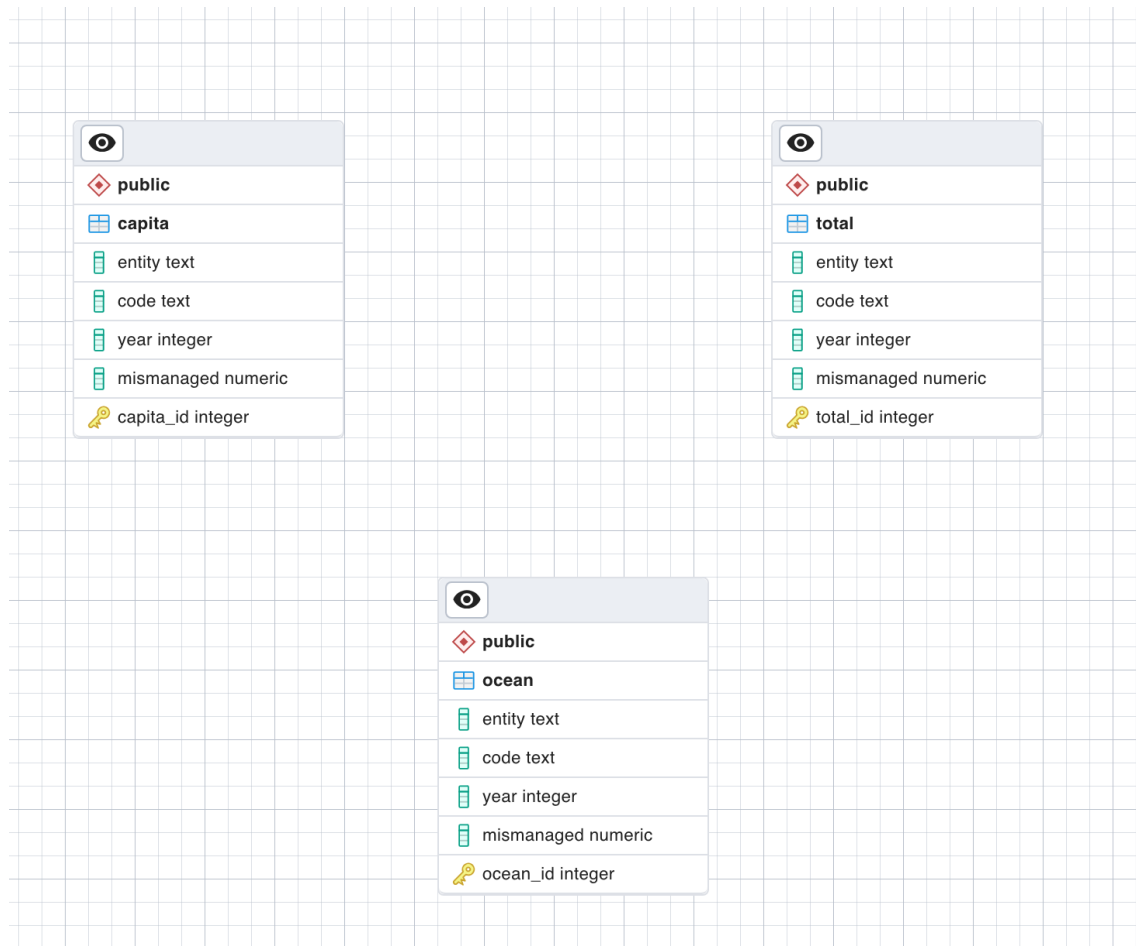 public
capita
entity text
code text
year integer
mismanaged numeric
capita_id integer
public
total
entity text
code text
year integer
mismanaged numeric
total_id integer
public
ocean
entity text
code text
year integer
mismanaged numeric
ocean_id integer